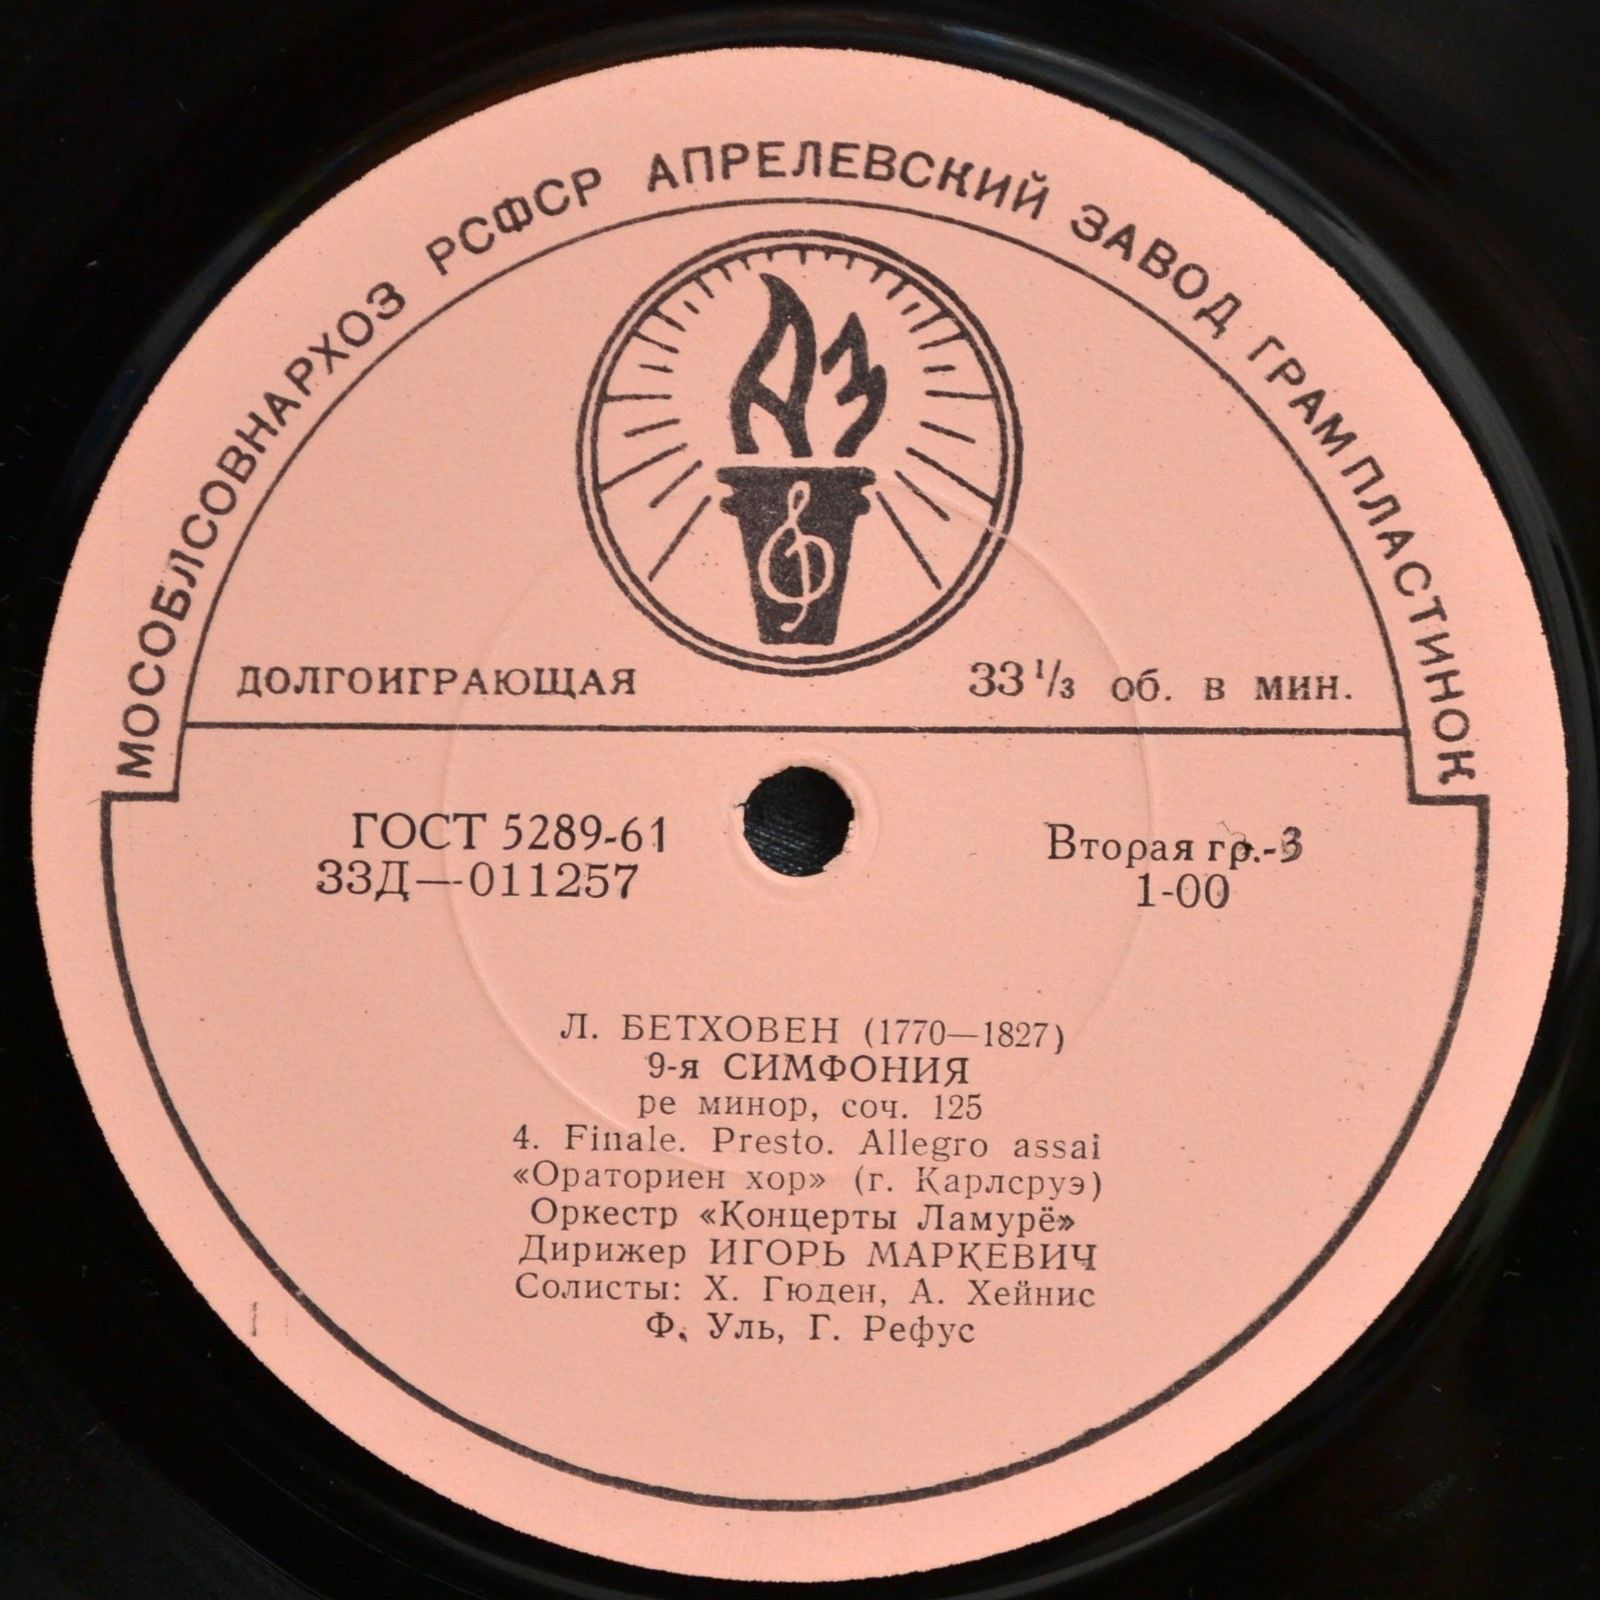 МОСОБЛСОВНАРХОЗ РСФСР АПРЕЛЕВСКИЙ ЗАВОД ГРАМПЛАСТИНОК
АЗ
ДОЛГОИГРАЮЩАЯ 33 1/3 об. в мин.
ГОСТ 5289-61 Вторая гр.-3
33Д—011257 1-00
Л. БЕТХОВЕН (1770—1827)
9-я СИМФОНИЯ
ре минор, соч. 125
4. Finale. Presto. Allegro assai
«Ораториен хор» (г. Карлсруэ)
Оркестр «Концерты Ламурё»
Дирижер ИГОРЬ МАРКЕВИЧ
Солисты: Х. Гюден, А. Хейнис
Ф. Уль, Г. Рефус